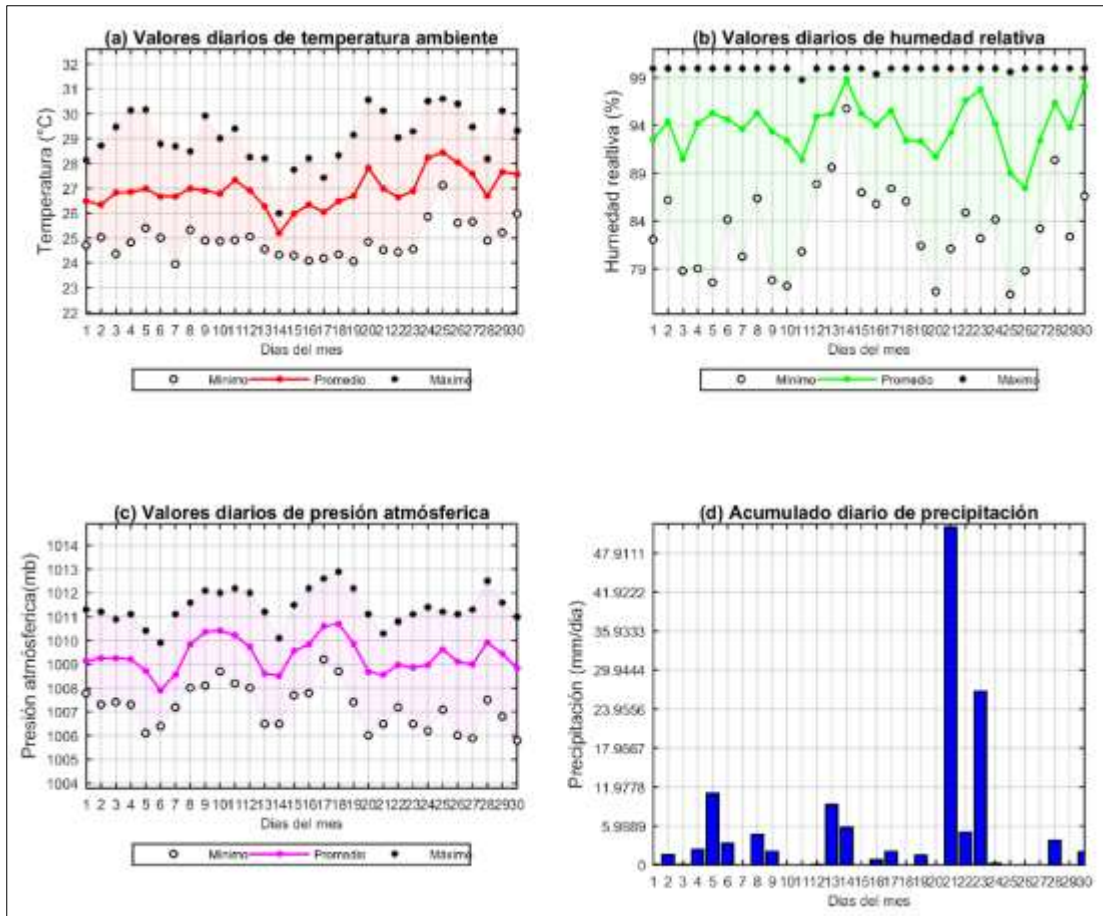 (a) Valores diarios de temperatura ambiente
Temperatura (°C)
32
31
30
29
28
27
26
25
24
23
22
1 2 3 4 5 6 7 8 9 10 11 12 13 14 15 16 17 18 19 20 21 22 23 24 25 26 27 28 29 30
Dias del mes
Mínimo Promedio Máximo
(b) Valores diarios de humedad relativa
Humedad realtiva (%)
99
94
89
84
79
1 2 3 4 5 6 7 8 9 10 11 12 13 14 15 16 17 18 19 20 21 22 23 24 25 26 27 28 29 30
Dias del mes
Mínimo Promedio Máximo
(c) Valores diarios de presión atmósferica
Presión atmósferica(mb)
1014
1013
1012
1011
1010
1009
1008
1007
1006
1005
1004
1 2 3 4 5 6 7 8 9 10 11 12 13 14 15 16 17 18 19 20 21 22 23 24 25 26 27 28 29 30
Dias del mes
Mínimo Promedio Máximo
(d) Acumulado diario de precipitación
Precipitación (mm/día)
47.9111
41.9222
35.9333
29.9444
23.9556
17.9667
11.9778
5.9889
0
1 2 3 4 5 6 7 8 9 10 11 12 13 14 15 16 17 18 19 20 21 22 23 24 25 26 27 28 29 30
Dias del mes